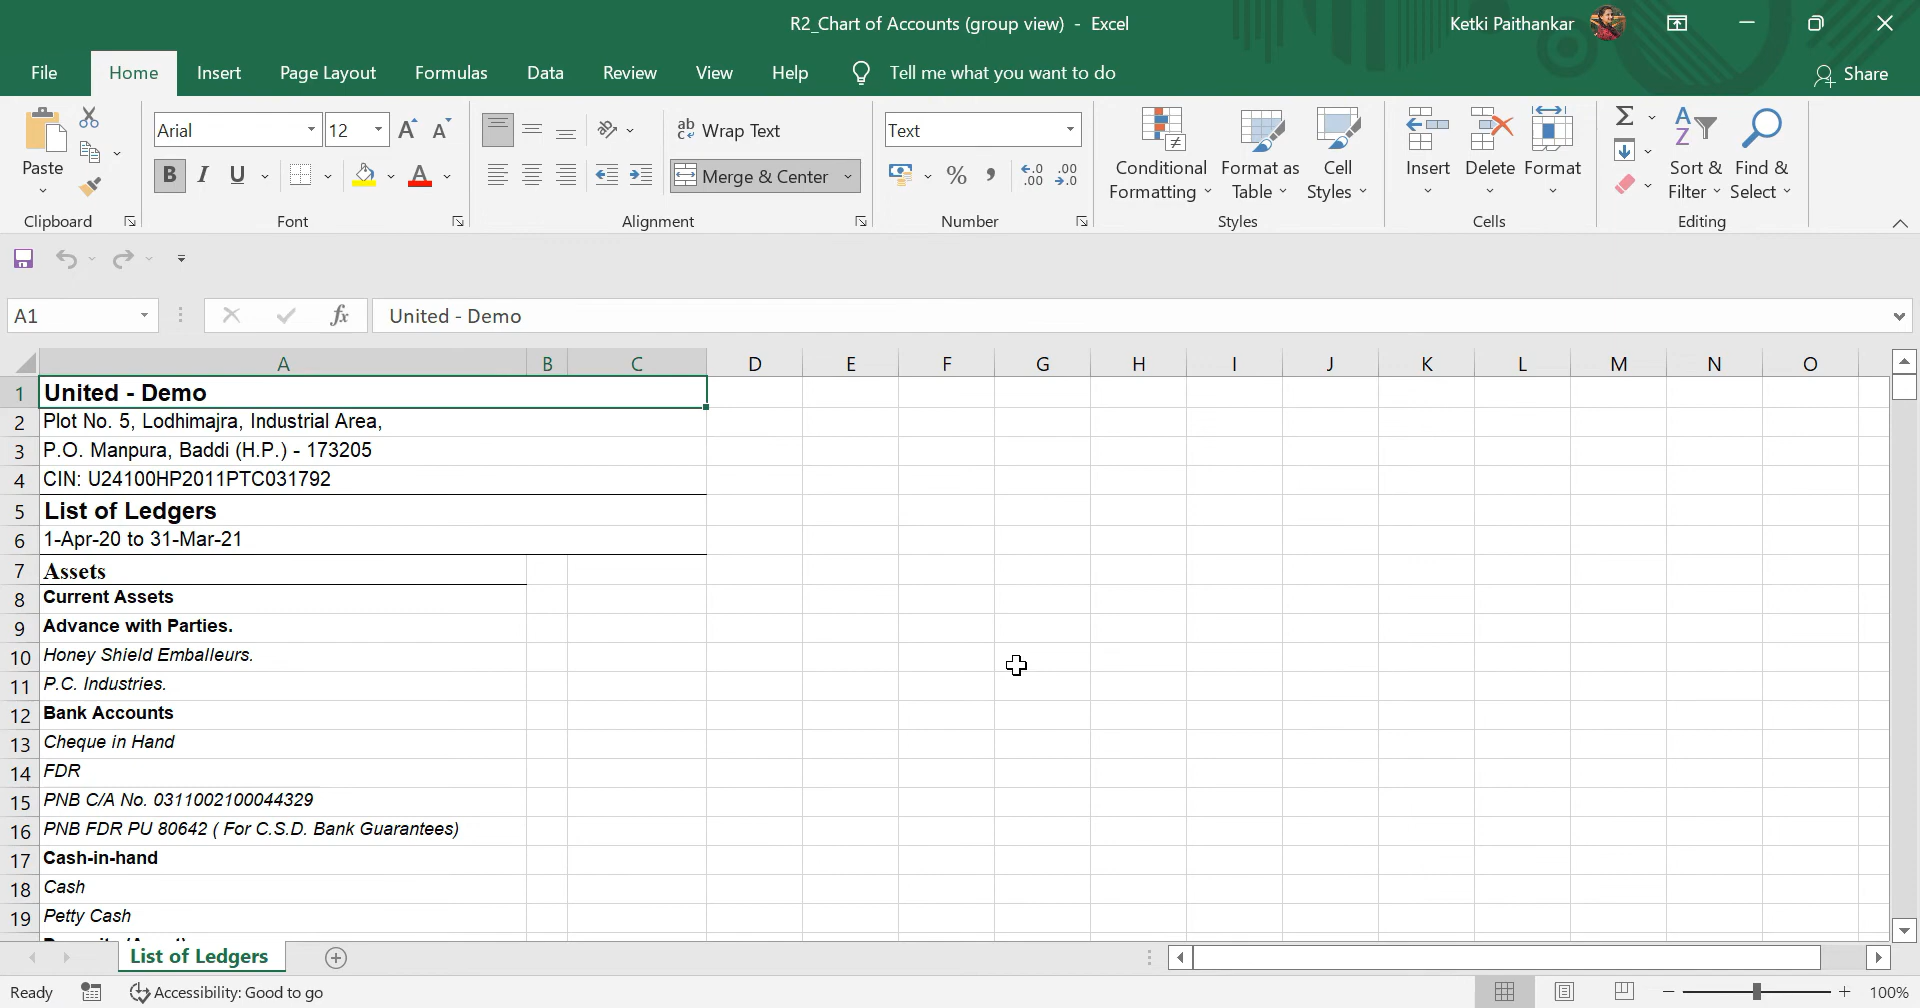 R2_Chart of Accounts (group view) - Excel
Ketki Paithankar
File Home Insert Page Layout Formulas Data Review View Help Tell me what you want to do Share
Paste
Clipboard
Arial 12
B I U
Font
Wrap Text
Merge & Center
Alignment
Text
Number
Conditional Formatting
Format as Table
Cell Styles
Styles
Insert Delete Format
Cells
Sort & Filter
Find & Select
Editing
A1 fx United - Demo
A B C D E F G H I J K L M N O
1 United - Demo
2 Plot No. 5, Lodhimajra, Industrial Area,
3 P.O. Manpura, Baddi (H.P.) - 173205
4 CIN: U24100HP2011PTC031792
5 List of Ledgers
6 1-Apr-20 to 31-Mar-21
7 Assets
8 Current Assets
9 Advance with Parties.
10 Honey Shield Emballeurs.
11 P.C. Industries.
12 Bank Accounts
13 Cheque in Hand
14 FDR
15 PNB C/A No. 0311002100044329
16 PNB FDR PU 80642 ( For C.S.D. Bank Guarantees)
17 Cash-in-hand
18 Cash
19 Petty Cash
List of Ledgers
Ready Accessibility: Good to go 100%